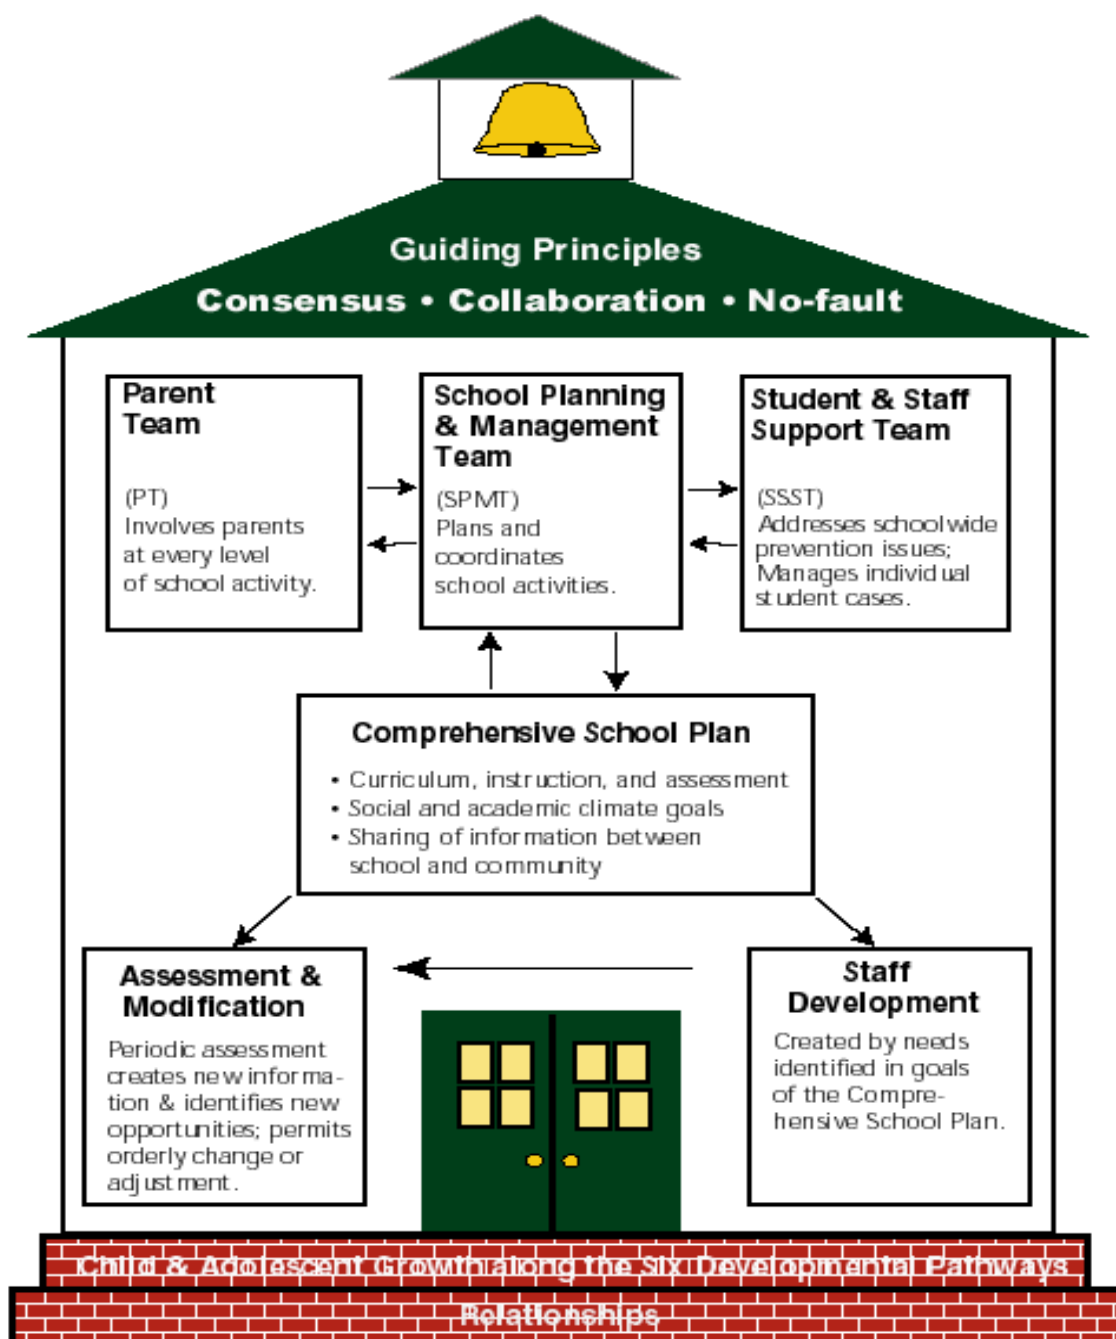 Guiding Principles
Consensus • Collaboration • No-fault
Parent
Team
(PT)
Involves parents
at every level
of school activity.
School Planning
& Management
Team
(SPMT)
Plans and
coordinates
school activities.
Student & Staff
Support Team
(SSST)
Addresses schoolwide
prevention issues;
Manages individual
student cases.
Comprehensive School Plan
• Curriculum, instruction, and assessment
• Social and academic climate goals
• Sharing of information between
school and community
Assessment &
Modification
Periodic assessment
creates new informa-
tion & identifies new
opportunities; permits
orderly change or
adjustment.
Staff
Development
Created by needs
identified in goals
of the Compre-
hensive School Plan.
Child & Adolescent Growth along the Six Developmental Pathways
Relationships